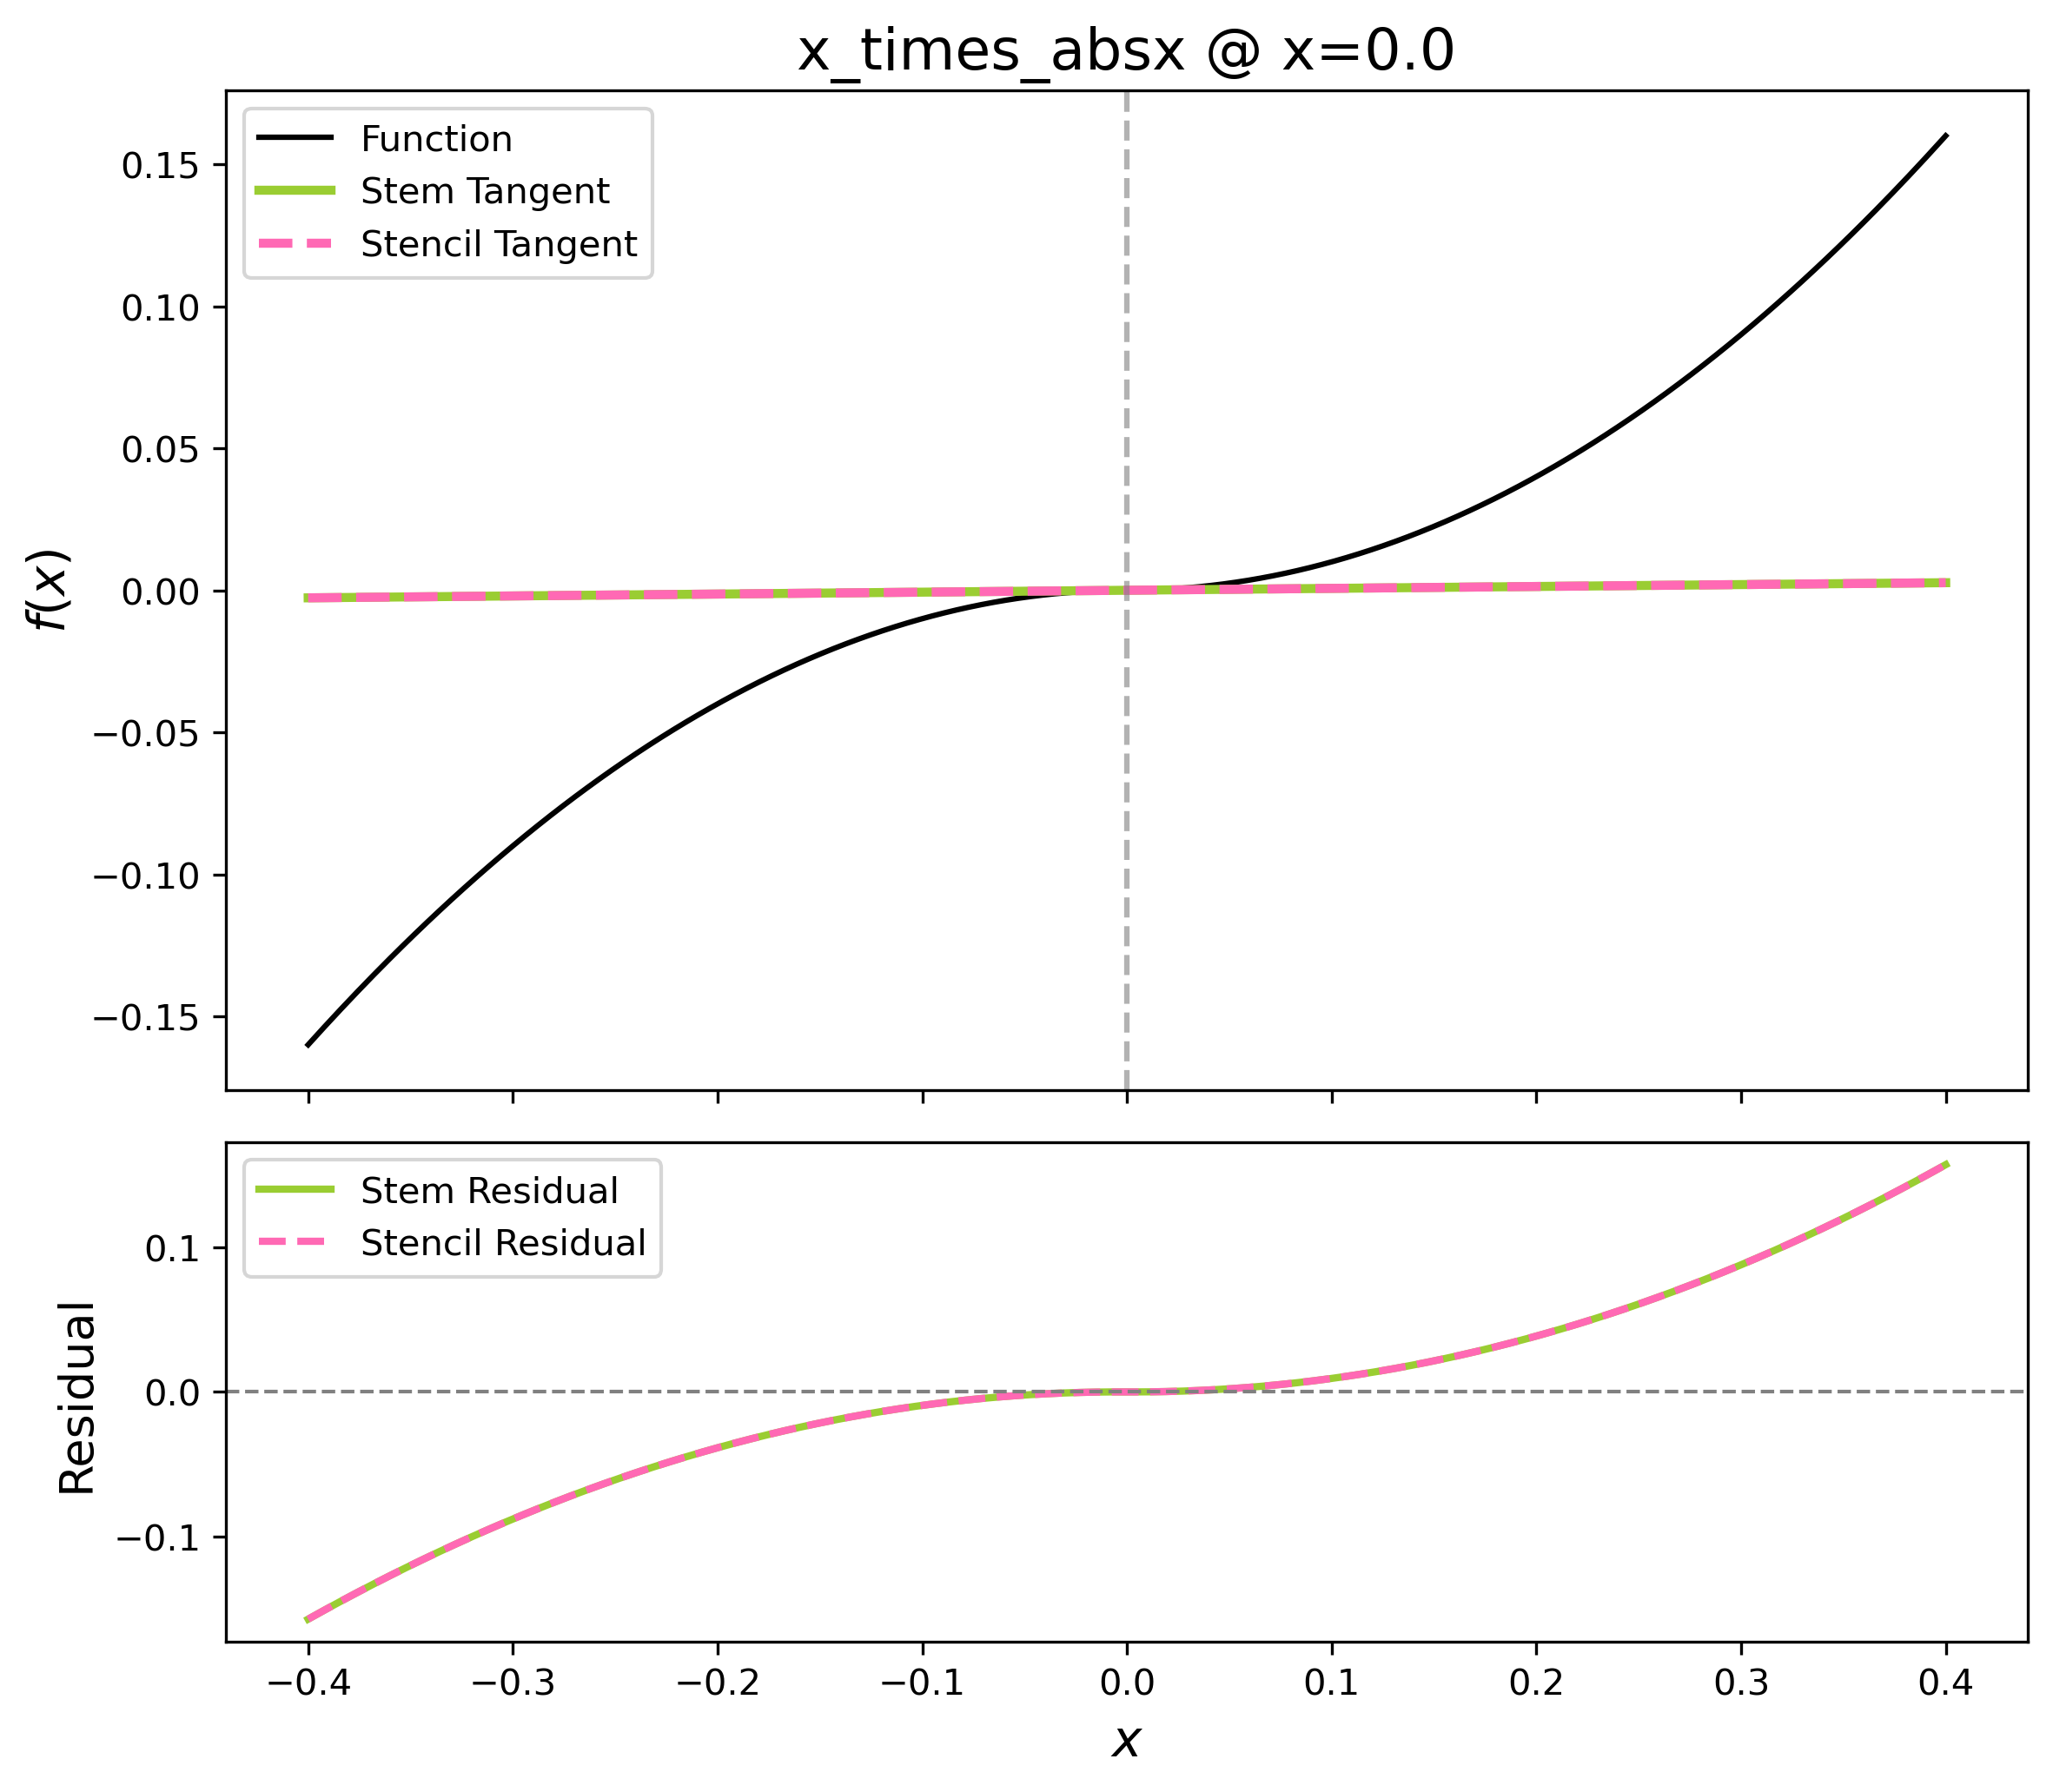 x_times_absx @ x=0.0
Function
Stem Tangent
Stencil Tangent
0.15
0.10
0.05
0.00
−0.05
−0.10
−0.15
f(x)
Stem Residual
Stencil Residual
0.1
0.0
−0.1
Residual
−0.4 −0.3 −0.2 −0.1 0.0 0.1 0.2 0.3 0.4
x